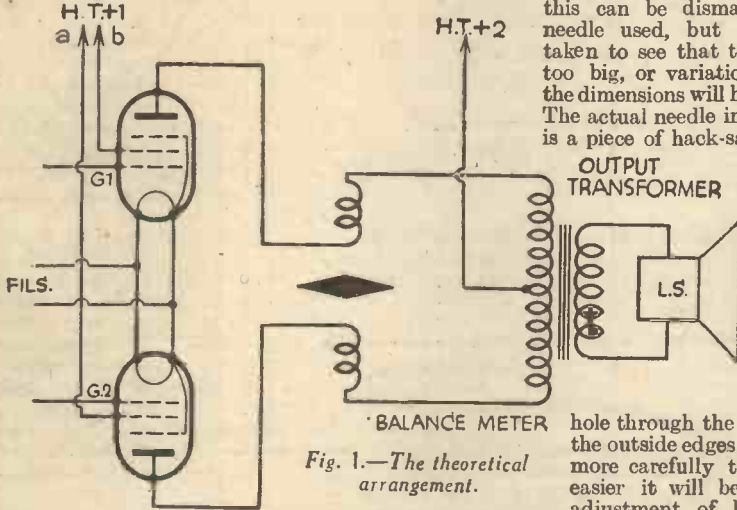 H.T.+1
a b
G1
FILS.
G.2
H.T.+2
this can be disma
needle used, but
taken to see that t
too big, or variatio
the dimensions will h
The actual needle in
is a piece of hack-sa
OUTPUT
TRANSFORMER
L.S.
BALANCE METER
Fig. 1.—The theoretical
arrangement.
hole through the
the outside edges
more carefully t
easier it will be